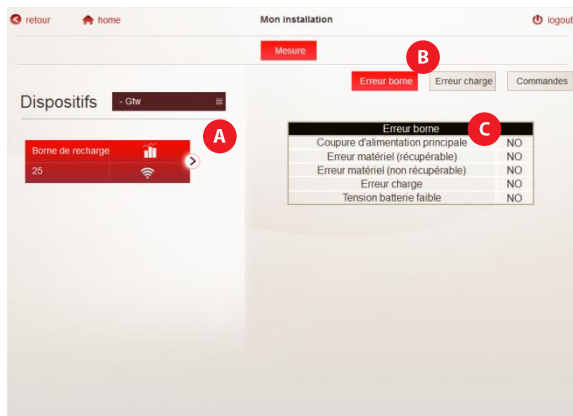 retour home Mon installation logout
Mesure
B
Erreur borne Erreur charge Commandes
Dispositifs - Gtw
A
Erreur borne C
Coupure d'alimentation principale NO
Borne de recharge
Erreur matériel (récupérable) NO
25
Erreur matériel (non récupérable) NO
Erreur charge NO
Tension batterie faible NO